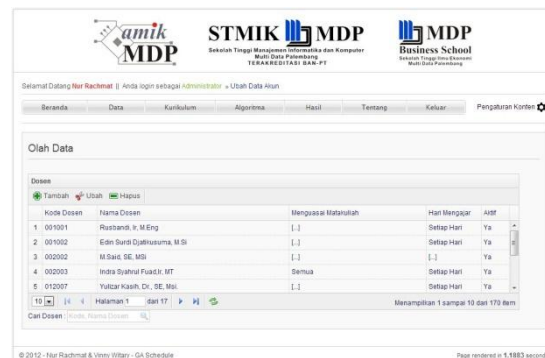 amik
MDP
STMIK MDP
Sekolah Tinggi Manajemen Informatika dan Komputer
Multi Data Palembang
TERAKREDITASI BAN-PT
MDP
Business School
Sekolah Tinggi Ilmu Ekonomi
Multi Data Palembang
Selamat Datang Nur Rachmat || Anda login sebagai Administrator » Ubah Data Akun
Beranda Data Kurikulum Algoritma Hasil Tentang Keluar Pengaturan Konten
Olah Data
Dosen
Tambah Ubah Hapus
Kode Dosen Nama Dosen Menguasai Matakuliah Hari Mengajar Aktif
1 001001 Rusbandi, Ir, M.Eng [...] Setiap Hari Ya
2 001002 Edin Surdi Djatikusuma, M.Si [...] Setiap Hari Ya
3 002002 M.Said, SE, MSi [...] [...] Ya
4 002003 Indra Syahrul Fuad,Ir, MT Semua Setiap Hari Ya
5 012007 Yulizar Kasih, Dr., SE, Msi. [...] Setiap Hari Ya
10 Halaman 1 dari 17 Menampilkan 1 sampai 10 dari 170 item
Cari Dosen : Kode, Nama Dosen
© 2012 - Nur Rachmat & Vinny Witary - GA Schedule Page rendered in 1.1883 second